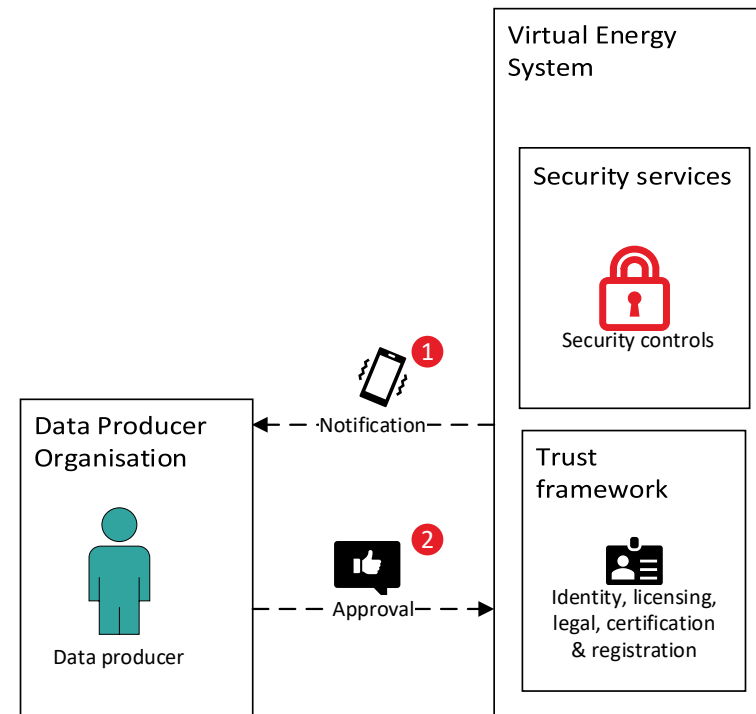 Virtual Energy
System
Security services
Security controls
1
Notification
Data Producer
Organisation
Trust
framework
2
Approval
Identity, licensing,
legal, certification
& registration
Data producer